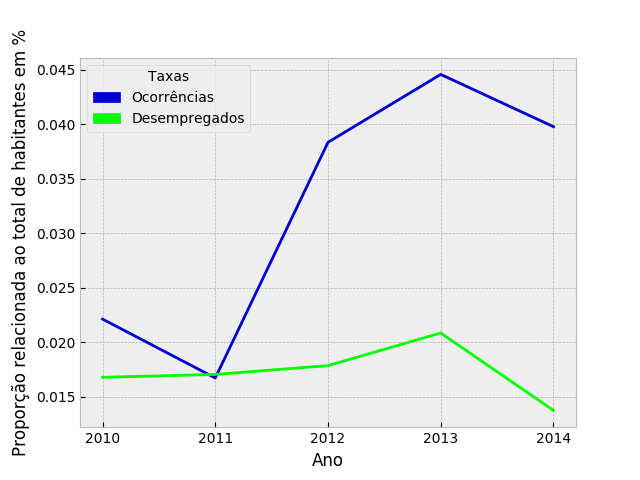 Proporção relacionada ao total de habitantes em %
0.045
0.040
0.035
0.030
0.025
0.020
0.015
Taxas
Ocorrências
Desempregados
2010 2011 2012 2013 2014
Ano